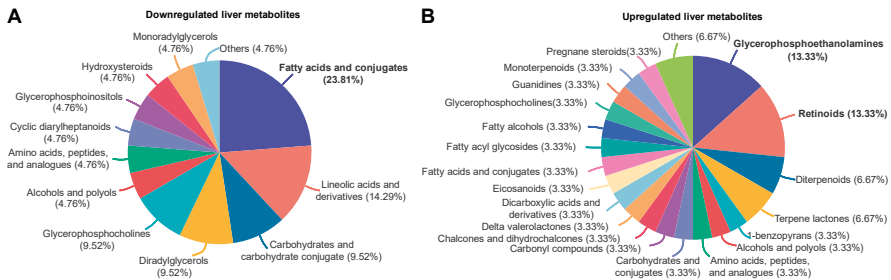 A
Downregulated liver metabolites
Monoradylglycerols
(4.76%)
Others (4.76%)
Hydroxysteroids
(4.76%)
Fatty acids and conjugates
(23.81%)
Glycerophosphoinositols
(4.76%)
Cyclic diarylheptanoids
(4.76%)
Amino acids, peptides,
and analogues (4.76%)
Alcohols and polyols
(4.76%)
Lineolic acids and
derivatives (14.29%)
Glycerophosphocholines
(9.52%)
Diradylglycerols
(9.52%)
Carbohydrates and
carbohydrate conjugate (9.52%)
B
Upregulated liver metabolites
Others (6.67%)
Glycerophosphoethanolamines
(13.33%)
Pregnane steroids(3.33%)
Monoterpenoids (3.33%)
Guanidines (3.33%)
Glycerophosphocholines(3.33%)
Retinoids (13.33%)
Fatty alcohols (3.33%)
Fatty acyl glycosides (3.33%)
Fatty acids and conjugates (3.33%)
Diterpenoids (6.67%)
Eicosanoids (3.33%)
Dicarboxylic acids and
derivatives (3.33%)
Terpene lactones (6.67%)
Delta valerolactones (3.33%)
1-benzopyrans (3.33%)
Chalcones and dihydrochalcones (3.33%)
Alcohols and polyols (3.33%)
Carbonyl compounds (3.33%)
Carbohydrates and
conjugates (3.33%)
Amino acids, peptides,
and analogues (3.33%)